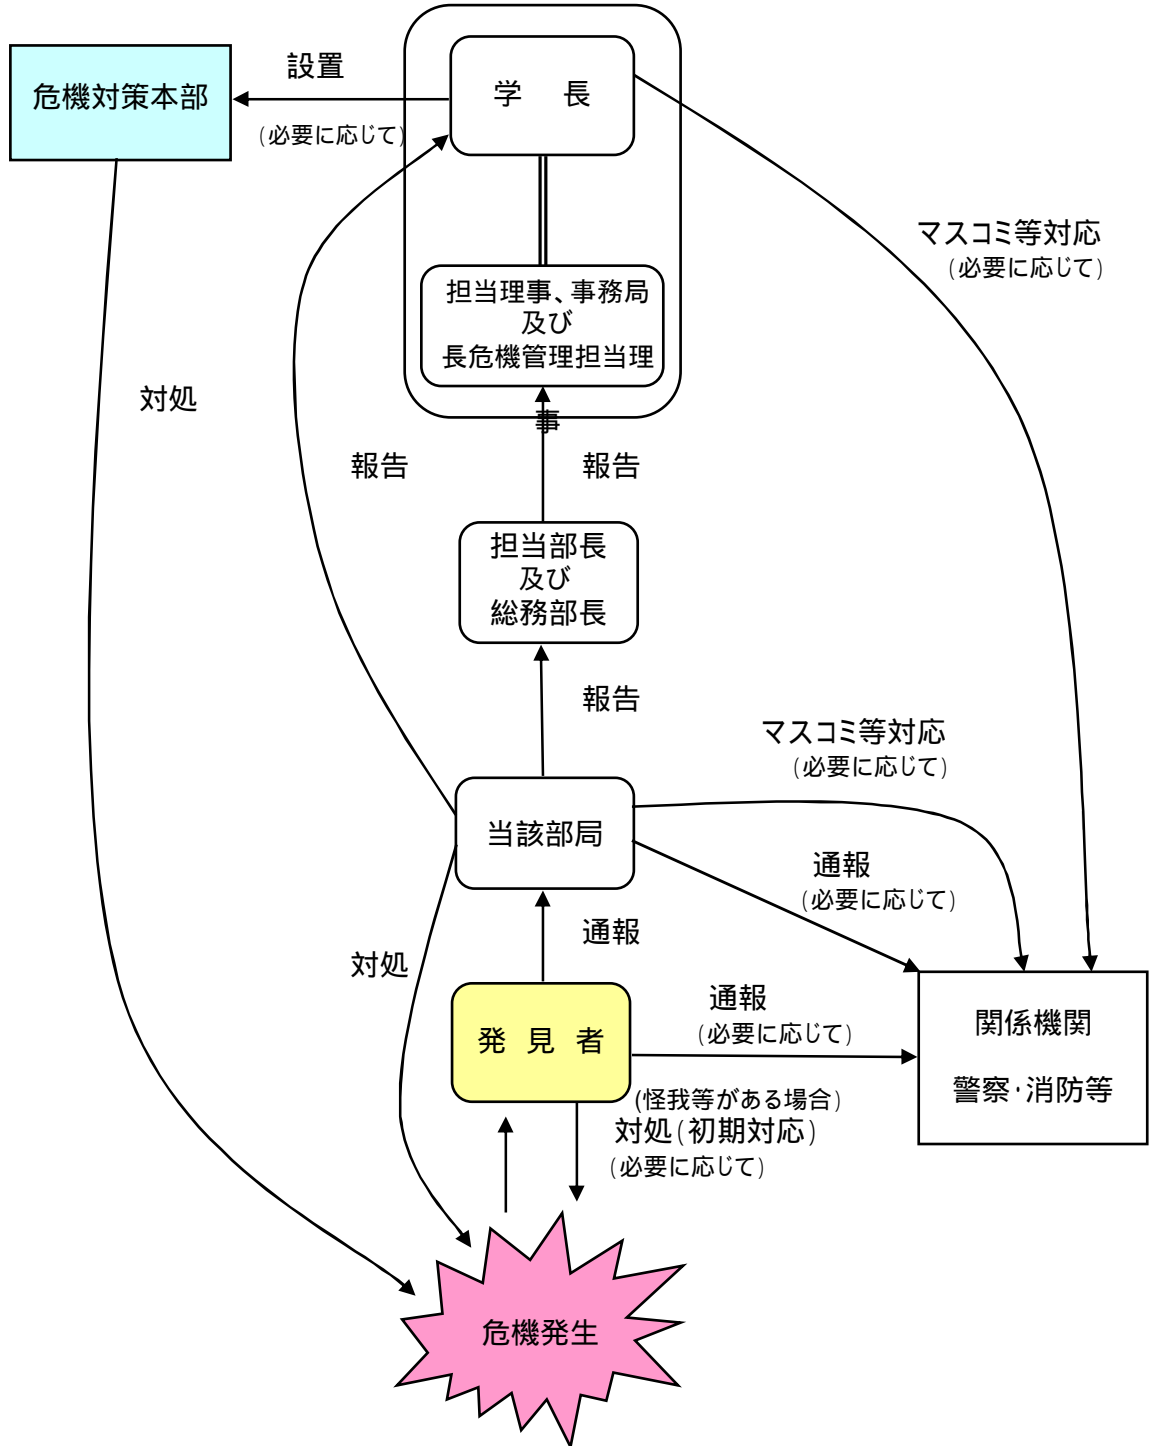 設置
学 長
危機対策本部
(必要に応じて)
マスコミ等対応
(必要に応じて)
担当理事、事務局
及び
長危機管理担当理
事
対処
報告
報告
担当部長
及び
総務部長
報告
マスコミ等対応
(必要に応じて)
当該部局
通報
(必要に応じて)
通報
対処
通報
(必要に応じて)
発 見 者
関係機関
警察・消防等
(怪我等がある場合)
対処(初期対応)
(必要に応じて)
危機発生